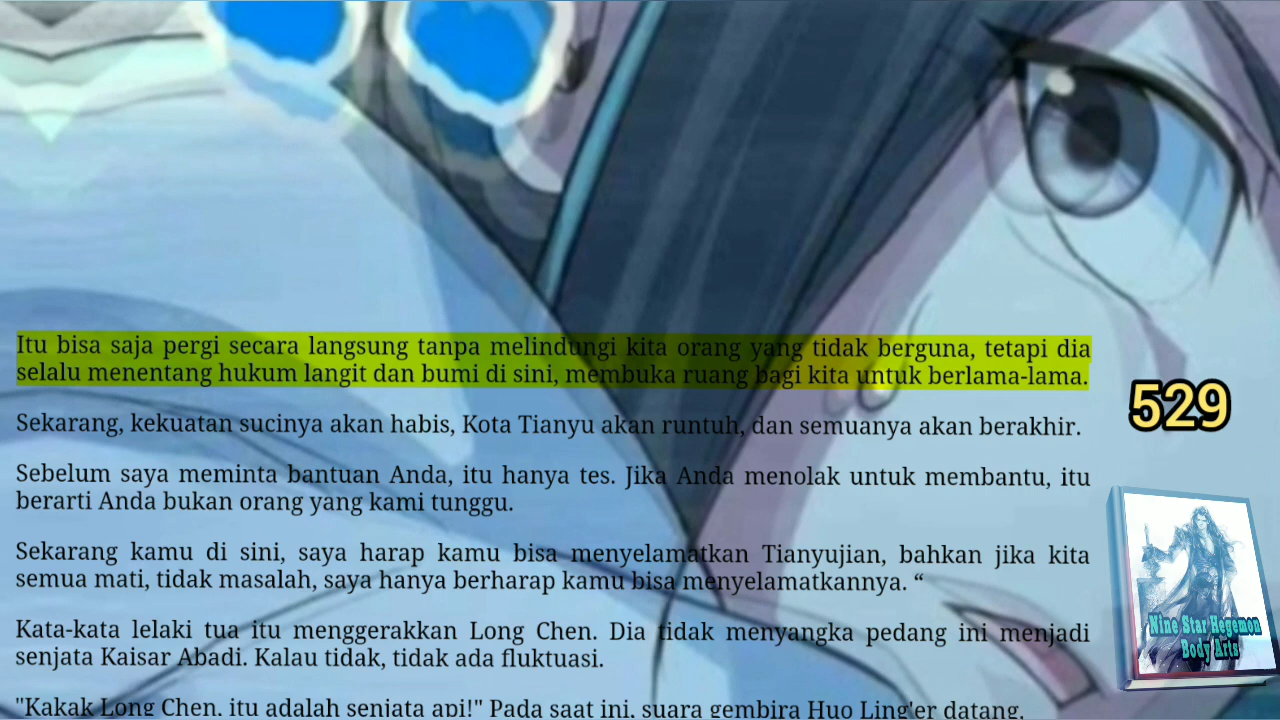 Itu bisa saja pergi secara langsung tanpa melindungi kita orang yang tidak berguna, tetapi dia
selalu menentang hukum langit dan bumi di sini, membuka ruang bagi kita untuk berlama-lama.
Sekarang, kekuatan sucinya akan habis, Kota Tianyu akan runtuh, dan semuanya akan berakhir.
Sebelum saya meminta bantuan Anda, itu hanya tes. Jika Anda menolak untuk membantu, itu
berarti Anda bukan orang yang kami tunggu.
Sekarang kamu di sini, saya harap kamu bisa menyelamatkan Tianyujian, bahkan jika kita
semua mati, tidak masalah, saya hanya berharap kamu bisa menyelamatkannya. “
Kata-kata lelaki tua itu menggerakkan Long Chen. Dia tidak menyangka pedang ini menjadi
senjata Kaisar Abadi. Kalau tidak, tidak ada fluktuasi.
"Kakak Long Chen, itu adalah senjata api!" Pada saat ini, suara gembira Huo Ling'er datang.
529
Nine Star Hegemon
Body Arts